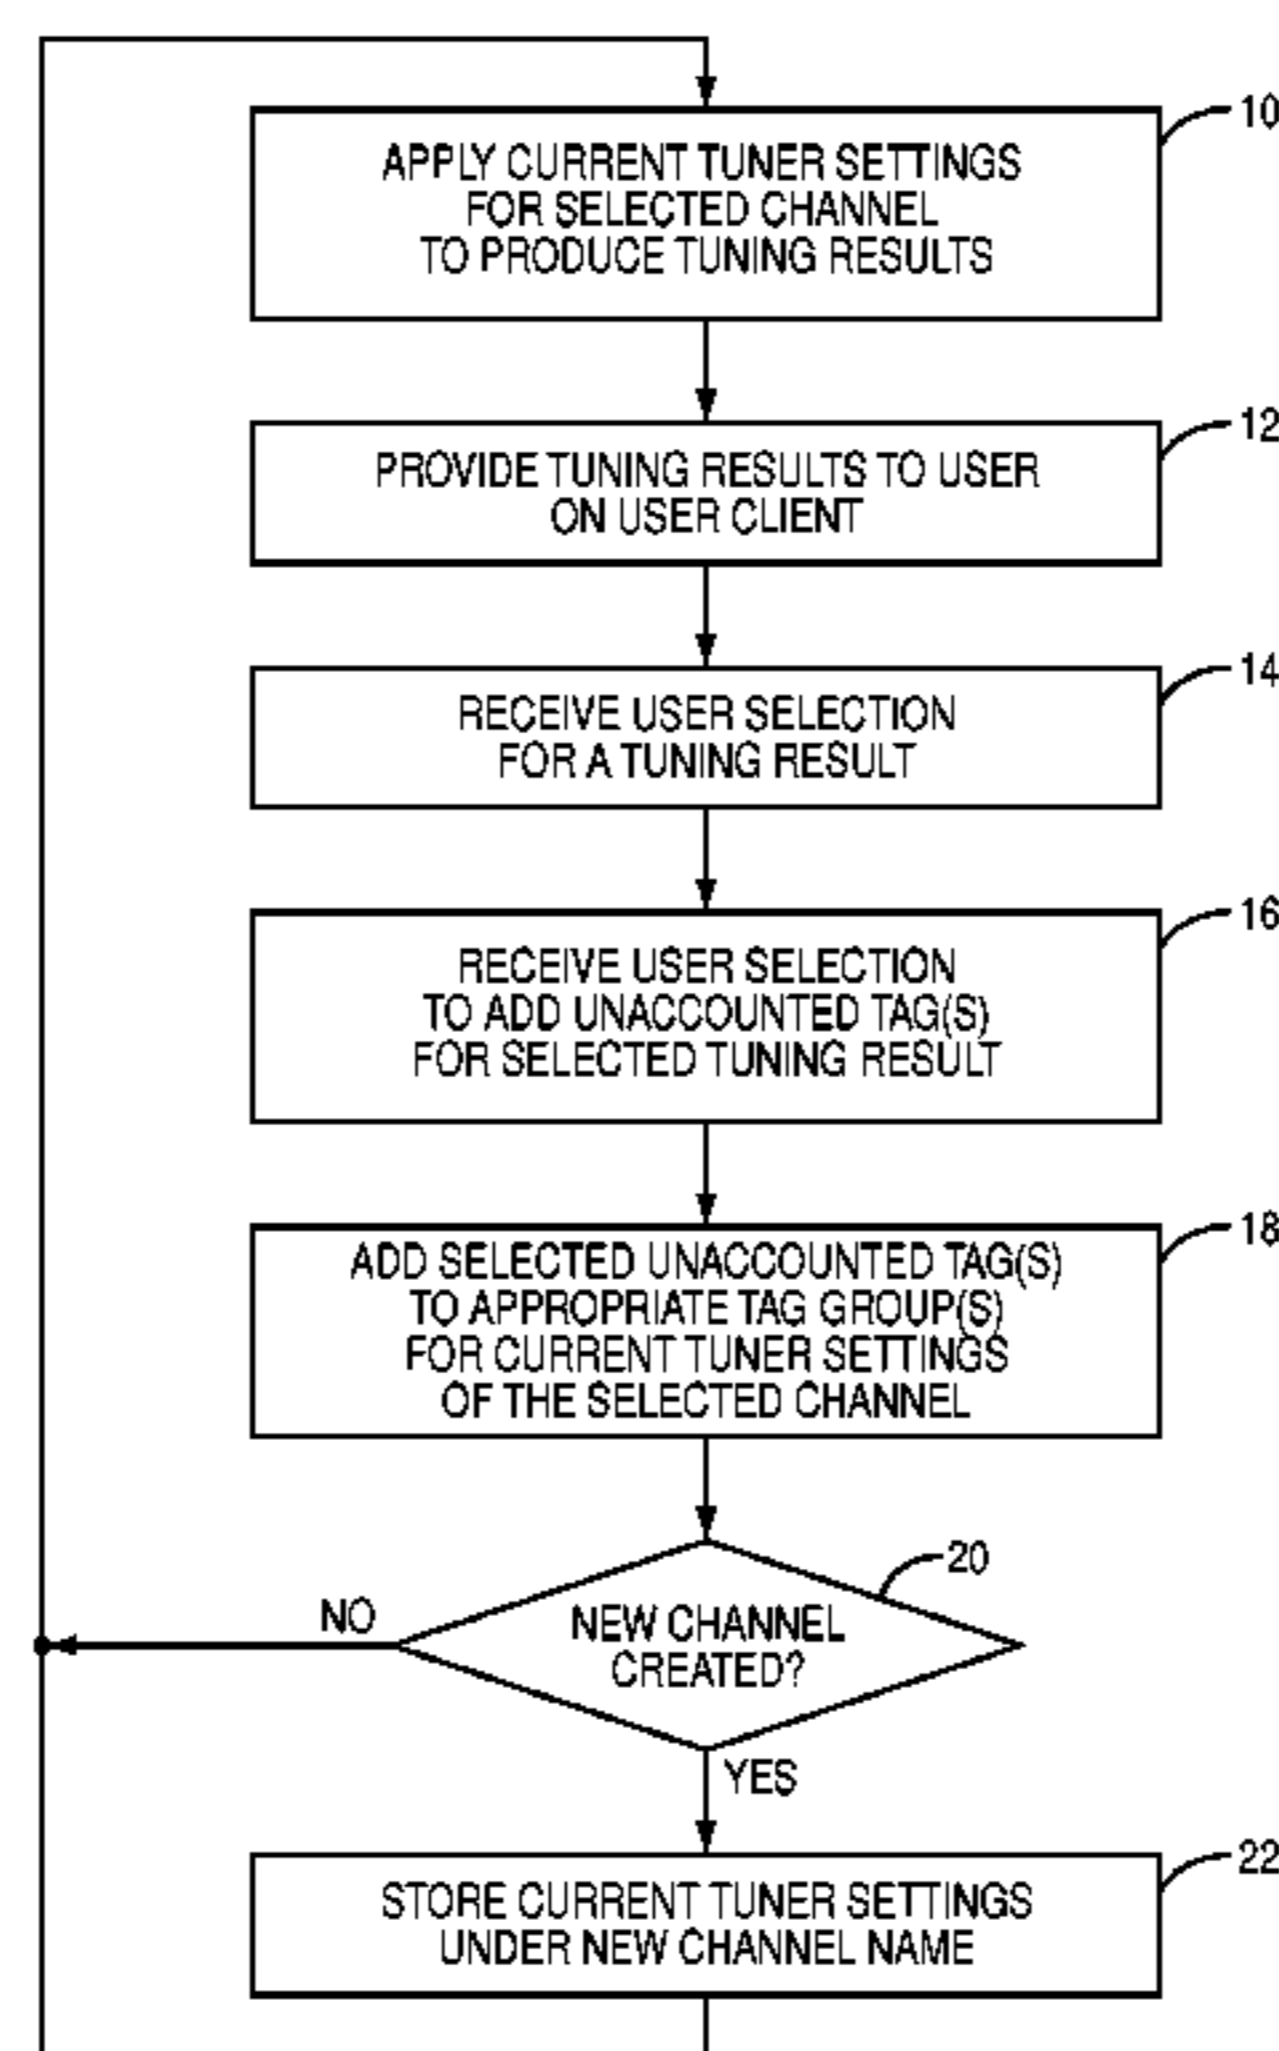 10
APPLY CURRENT TUNER SETTINGS
FOR SELECTED CHANNEL
TO PRODUCE TUNING RESULTS
12
PROVIDE TUNING RESULTS TO USER
ON USER CLIENT
14
RECEIVE USER SELECTION
FOR A TUNING RESULT
16
RECEIVE USER SELECTION
TO ADD UNACCOUNTED TAG(S)
FOR SELECTED TUNING RESULT
18
ADD SELECTED UNACCOUNTED TAG(S)
TO APPROPRIATE TAG GROUP(S)
FOR CURRENT TUNER SETTINGS
OF THE SELECTED CHANNEL
20
NO
NEW CHANNEL
CREATED?
YES
22
STORE CURRENT TUNER SETTINGS
UNDER NEW CHANNEL NAME